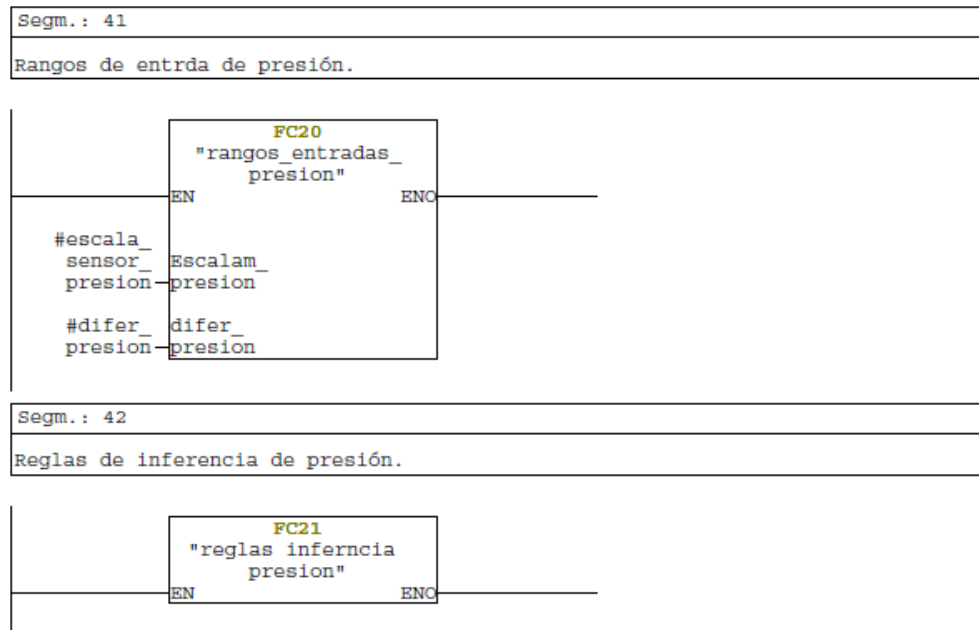 Segm.: 41
Rangos de entrda de presión.
FC20
"rangos_entradas_
presion"
EN ENO
#escala_
sensor_ Escalam_
presion presion
#difer_ difer_
presion presion
Segm.: 42
Reglas de inferencia de presión.
FC21
"reglas inferncia
presion"
EN ENO